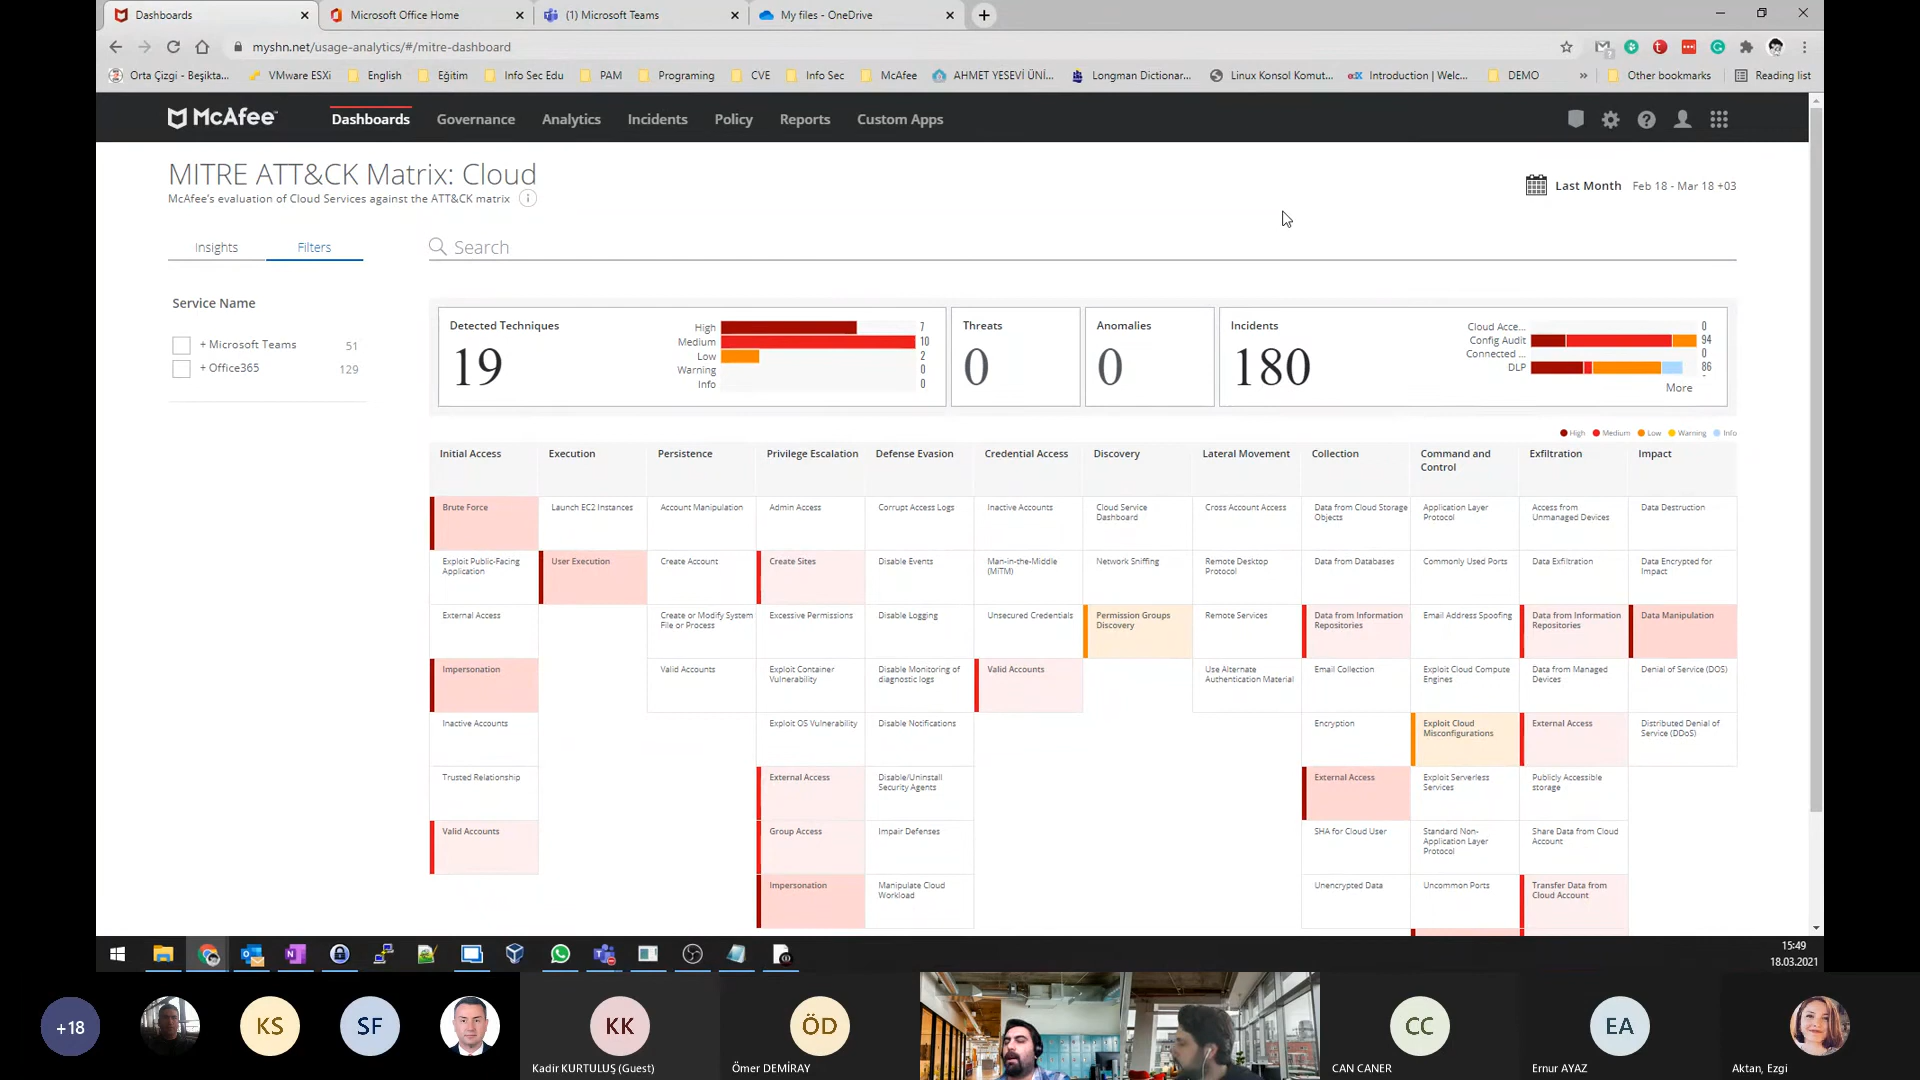 Dashboards
Microsoft Office Home
(1) Microsoft Teams
My files - OneDrive
myshn.net/usage-analytics/#/mitre-dashboard
Orta Çizgi - Beşikta...
VMware ESXi
English
Eğitim
Info Sec Edu
PAM
Programing
CVE
Info Sec
McAfee
AHMET YESEVİ ÜNİ...
Longman Dictionar...
Linux Konsol Komut...
Introduction | Welc...
DEMO
»
Other bookmarks
Reading list
McAfee
Dashboards
Governance
Analytics
Incidents
Policy
Reports
Custom Apps
MITRE ATT&CK Matrix: Cloud
McAfee's evaluation of Cloud Services against the ATT&CK matrix
Last Month Feb 18 - Mar 18 +03
Insights
Filters
Search
Service Name
+ Microsoft Teams 51
+ Office365 129
Detected Techniques
19
High 7
Medium 10
Low 2
Warning 0
Info 0
Threats
0
Anomalies
0
Incidents
180
Cloud Acce... 0
Config Audit 94
Connected ... 0
DLP 86
More
High Medium Low Warning Info
Initial Access
Execution
Persistence
Privilege Escalation
Defense Evasion
Credential Access
Discovery
Lateral Movement
Collection
Command and
Control
Exfiltration
Impact
Brute Force
Launch EC2 Instances
Account Manipulation
Admin Access
Corrupt Access Logs
Inactive Accounts
Cloud Service
Dashboard
Cross Account Access
Data from Cloud Storage
Objects
Application Layer
Protocol
Access from
Unmanaged Devices
Data Destruction
Exploit Public-Facing
Application
User Execution
Create Account
Create Sites
Disable Events
Man-in-the-Middle
(MiTM)
Network Sniffing
Remote Desktop
Protocol
Data from Databases
Commonly Used Ports
Data Exfiltration
Data Encrypted for
Impact
External Access
Create or Modify System
File or Process
Excessive Permissions
Disable Logging
Unsecured Credentials
Permission Groups
Discovery
Remote Services
Data from Information
Repositories
Email Address Spoofing
Data from Information
Repositories
Data Manipulation
Impersonation
Valid Accounts
Exploit Container
Vulnerability
Disable Monitoring of
diagnostic logs
Valid Accounts
Use Alternate
Authentication Material
Email Collection
Exploit Cloud Compute
Engines
Data from Managed
Devices
Denial of Service (DOS)
Inactive Accounts
Exploit OS Vulnerability
Disable Notifications
Encryption
Exploit Cloud
Misconfigurations
External Access
Distributed Denial of
Service (DDoS)
Trusted Relationship
External Access
Disable/Uninstall
Security Agents
External Access
Exploit Serverless
Services
Publicly Accessible
storage
Valid Accounts
Group Access
Impair Defenses
SHA for Cloud User
Standard Non-
Application Layer
Protocol
Share Data from Cloud
Account
Impersonation
Manipulate Cloud
Workload
Unencrypted Data
Uncommon Ports
Transfer Data from
Cloud Account
15:49
18.03.2021
+18
KS
SF
KK
Kadir KURTULUŞ (Guest)
ÖD
Ömer DEMİRAY
CC
CAN CANER
EA
Ernur AYAZ
Aktan, Ezgi